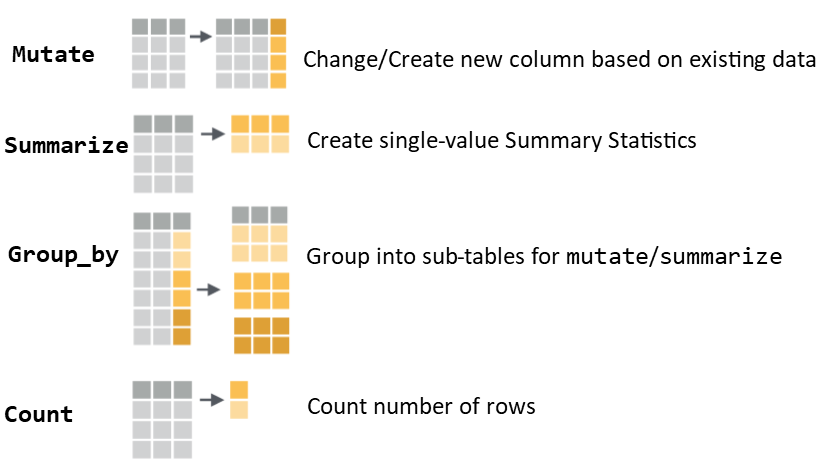 Mutate
Change/Create new column based on existing data
Summarize
Create single-value Summary Statistics
Group_by
Group into sub-tables for mutate/summarize
Count
Count number of rows